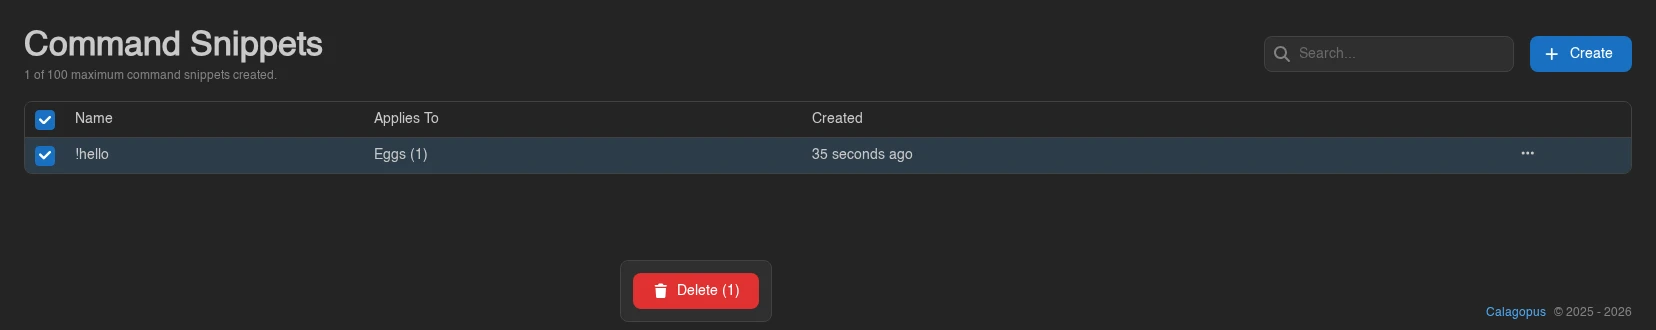 Command Snippets
1 of 100 maximum command snippets created.
Search...
Create
Name Applies To Created
!hello Eggs (1) 35 seconds ago
Delete (1)
Calagopus © 2025 - 2026